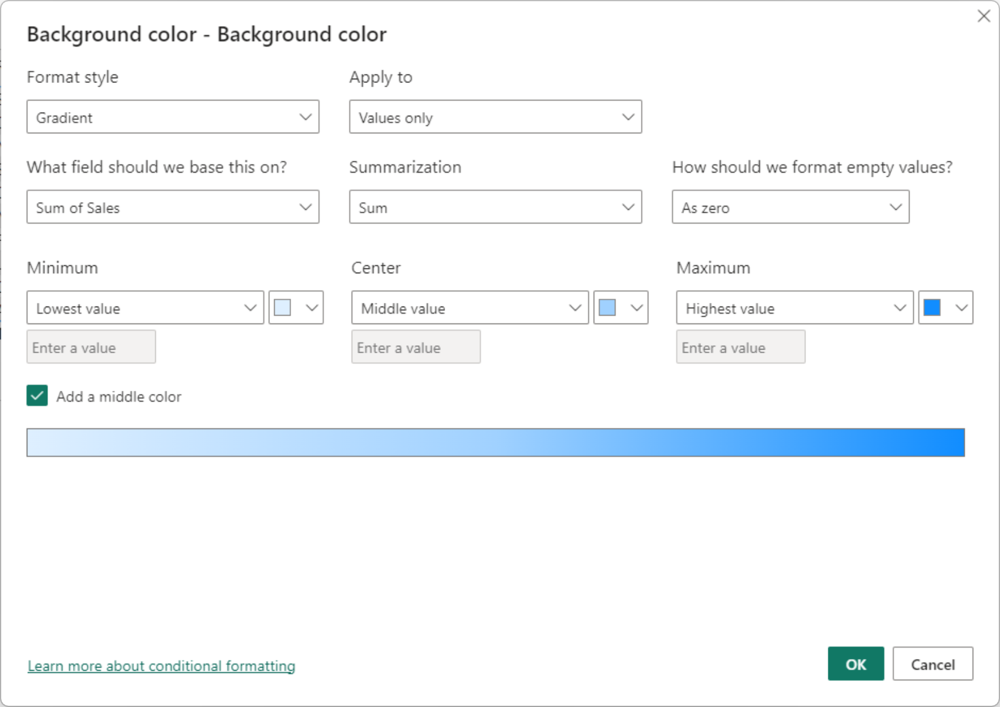 Background color - Background color
Format style
Apply to
Gradient
Values only
What field should we base this on?
Summarization
How should we format empty values?
Sum of Sales
Sum
As zero
Minimum
Center
Maximum
Lowest value
Middle value
Highest value
Enter a value
Enter a value
Enter a value
Add a middle color
Learn more about conditional formatting
OK
Cancel